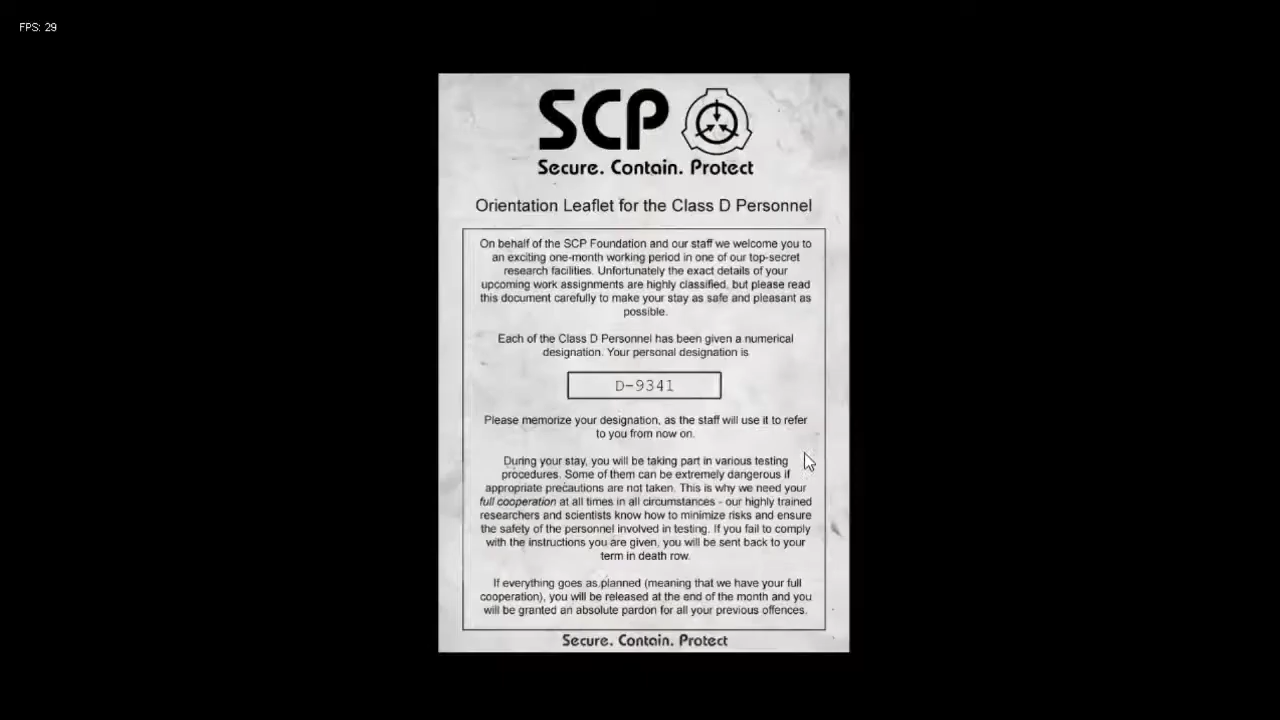 FPS: 29
SCP
Secure. Contain. Protect
Orientation Leaflet for the Class D Personnel
On behalf of the SCP Foundation and our staff we welcome you to
an exciting one-month working period in one of our top-secret
research facilities. Unfortunately the exact details of your
upcoming work assignments are highly classified, but please read
this document carefully to make your stay as safe and pleasant as
possible.
Each of the Class D Personnel has been given a numerical
designation. Your personal designation is
D-9341
Please memorize your designation, as the staff will use it to refer
to you from now on.
During your stay, you will be taking part in various testing
procedures. Some of them can be extremely dangerous if
appropriate precautions are not taken. This is why we need your
full cooperation at all times in all circumstances - our highly trained
researchers and scientists know how to minimize risks and ensure
the safety of the personnel involved in testing. If you fail to comply
with the instructions you are given, you will be sent back to your
term in death row.
If everything goes as planned (meaning that we have your full
cooperation), you will be released at the end of the month and you
will be granted an absolute pardon for all your previous offences.
Secure. Contain. Protect